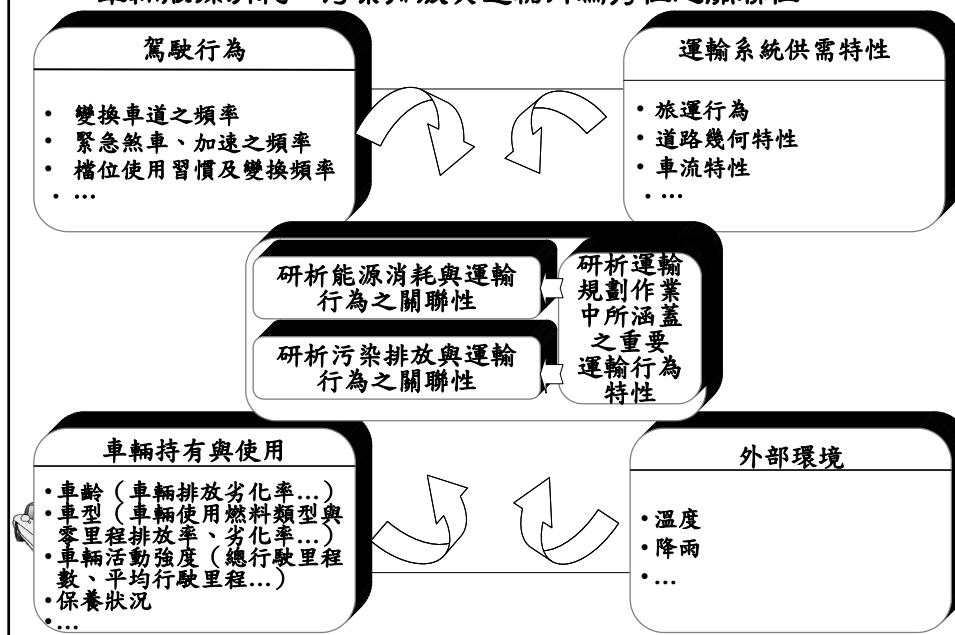 駕駛行為
• 變換車道之頻率
• 緊急煞車、加速之頻率
• 檔位使用習慣及變換頻率
• …
運輸系統供需特性
• 旅運行為
• 道路幾何特性
• 車流特性
• …
研析能源消耗與運輸
行為之關聯性
研析污染排放與運輸
行為之關聯性
研析運輸
規劃作業
中所涵蓋
之重要
運輸行為
特性
車輛持有與使用
•車齡（車輛排放劣化率…）
•車型（車輛使用燃料類型與
零里程排放率、劣化率…）
•車輛活動強度（總行駛里程
數、平均行駛里程…）
•保養狀況
•…
外部環境
•溫度
•降雨
•…